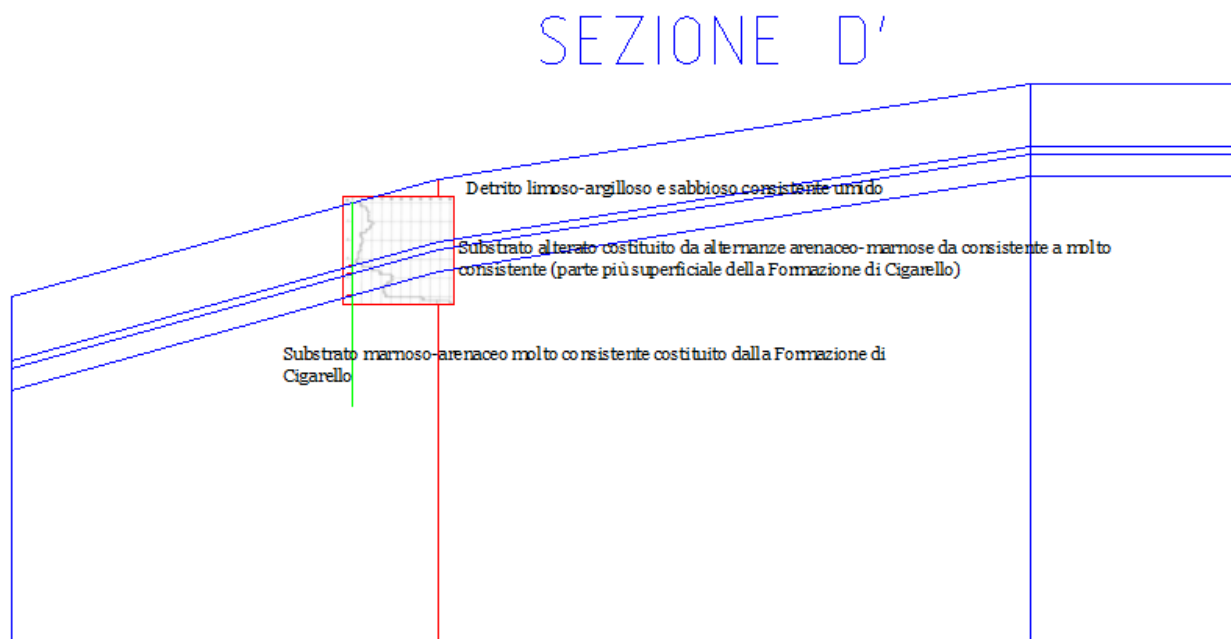 SEZIONE D'
Detrito limoso-argilloso e sabbioso consistente umido
Substrato alterato costituito da alternanze arenaceo-marnose da consistente a molto
consistente (parte più superficiale della Formazione di Cigarello)
Substrato marnoso-arenaceo molto consistente costituito dalla Formazione di
Cigarello